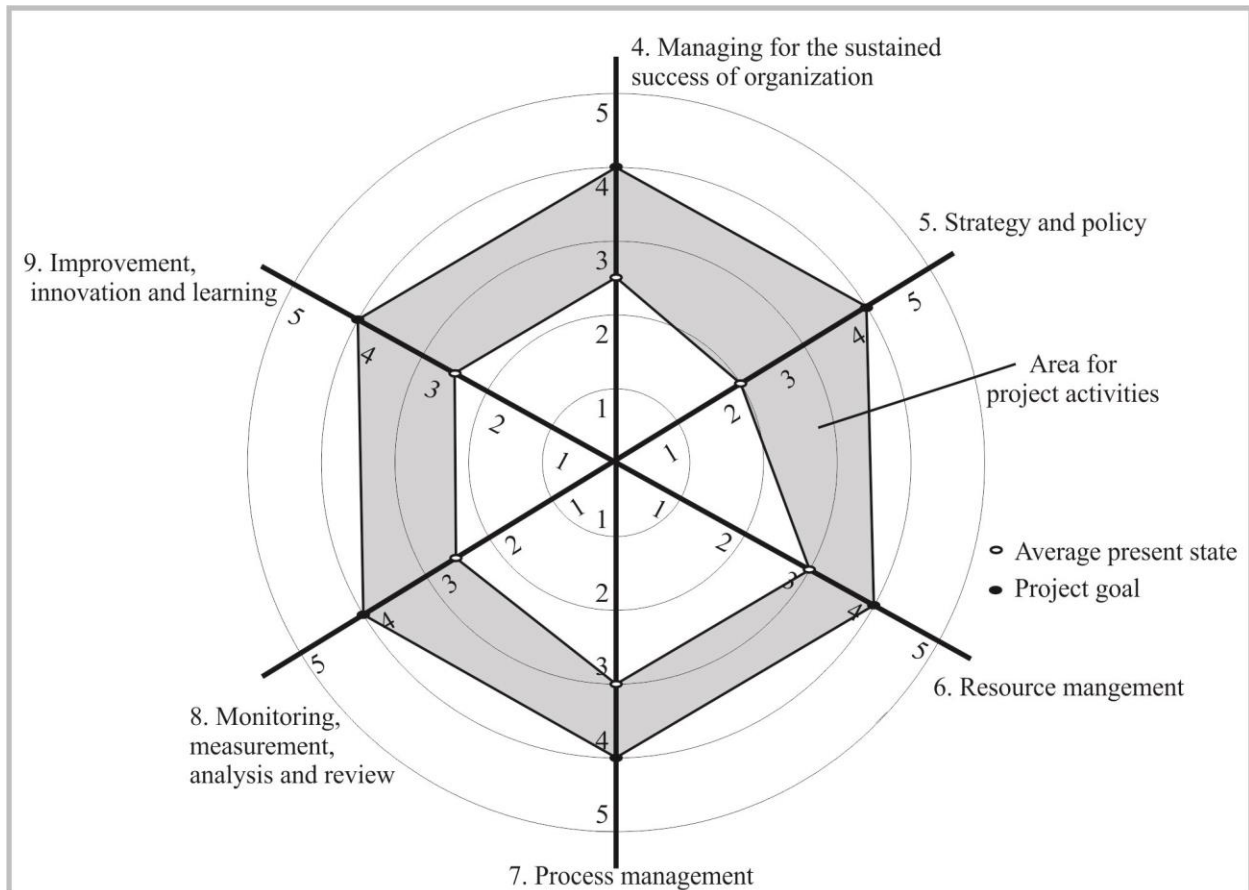 4. Managing for the sustained
success of organization
5
4
3
2
1
5. Strategy and policy
5
4
3
2
1
Area for
project activities
Average present state
Project goal
6. Resource mangement
5
4
3
2
1
7. Process management
5
4
3
2
1
8. Monitoring,
measurement,
analysis and review
5
4
3
2
1
9. Improvement,
innovation and learning
5
4
3
2
1